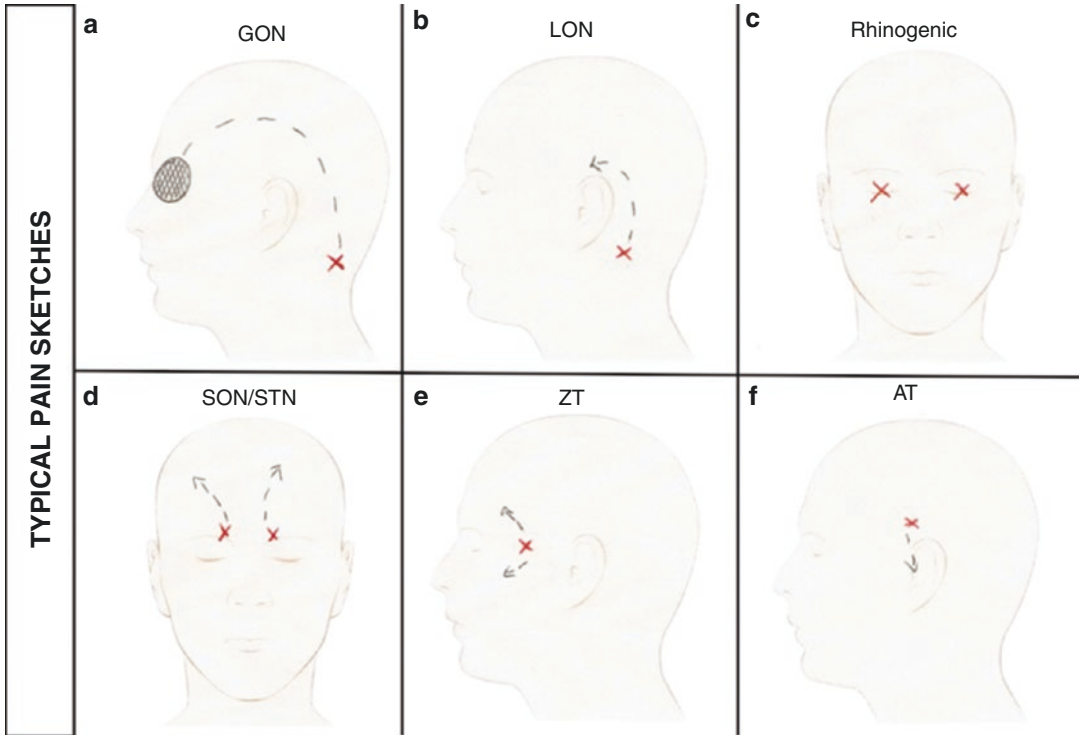 TYPICAL PAIN SKETCHES
a
GON
b
LON
c
Rhinogenic
d
SON/STN
e
ZT
f
AT